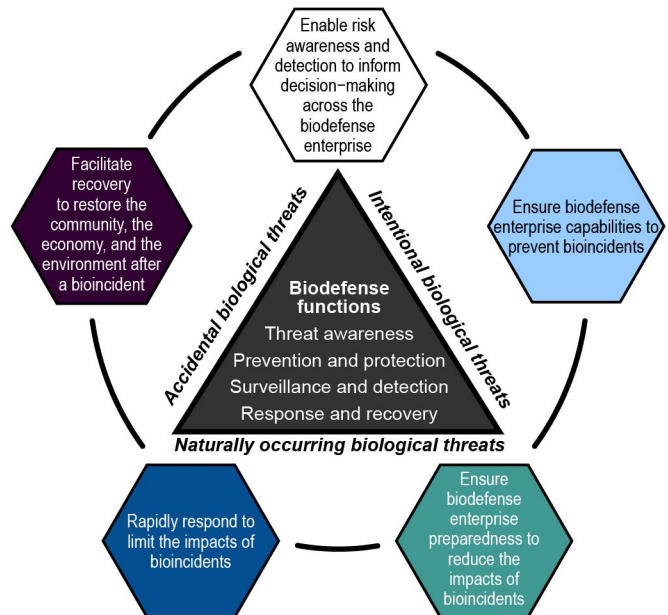 Enable risk
awareness and
detection to inform
decision−making
across the
biodefense
enterprise
Facilitate
recovery
to restore the
community, the
economy, and the
environment after
a bioincident
Ensure biodefense
enterprise capabilities to
prevent bioincidents
Accidental biological threats
Intentional biological threats
Biodefense
functions
Threat awareness
Prevention and protection
Surveillance and detection
Response and recovery
Naturally occurring biological threats
Rapidly respond to
limit the impacts of
bioincidents
Ensure
biodefense
enterprise
preparedness to
reduce the
impacts of
bioincidents